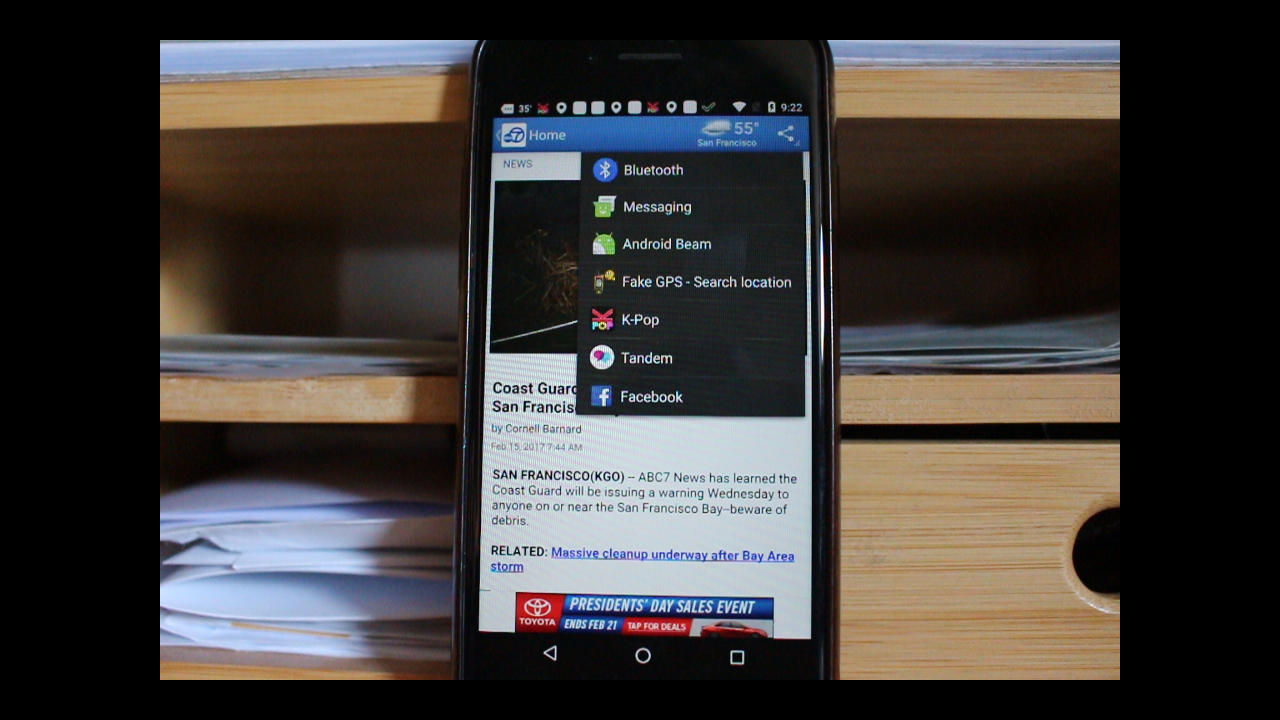 35°
9:22
7
Home
55°
San Francisco
NEWS
Bluetooth
Messaging
Android Beam
Fake GPS - Search location
K-Pop
POP
Tandem
Facebook
Coast Guard
San Francis
by Cornell Barnard
Feb 15, 2017 7:44 AM
SAN FRANCISCO(KGO) -- ABC7 News has learned the
Coast Guard will be issuing a warning Wednesday to
anyone on or near the San Francisco Bay--beware of
debris.
RELATED: Massive cleanup underway after Bay Area
storm
TOYOTA
PRESIDENTS' DAY SALES EVENT
ENDS FEB 21
TAP FOR DEALS